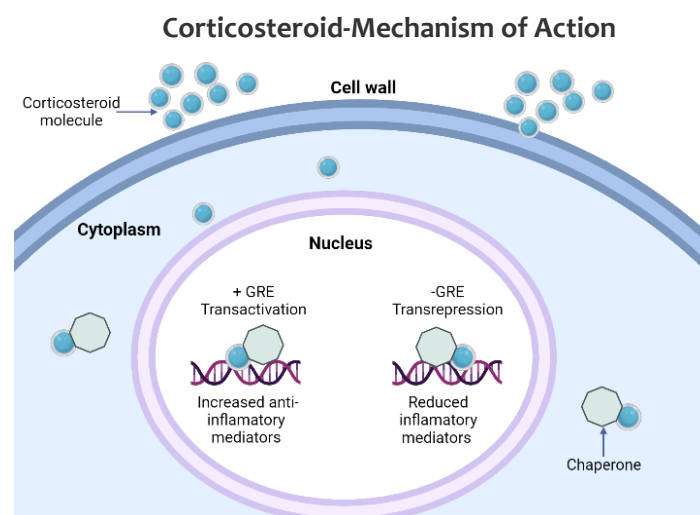 Corticosteroid-Mechanism of Action
Cell wall
Corticosteroid
molecule
Cytoplasm
Nucleus
+ GRE
Transactivation
Increased anti-
inflamatory
mediators
-GRE
Transrepression
Reduced
inflamatory
mediators
Chaperone